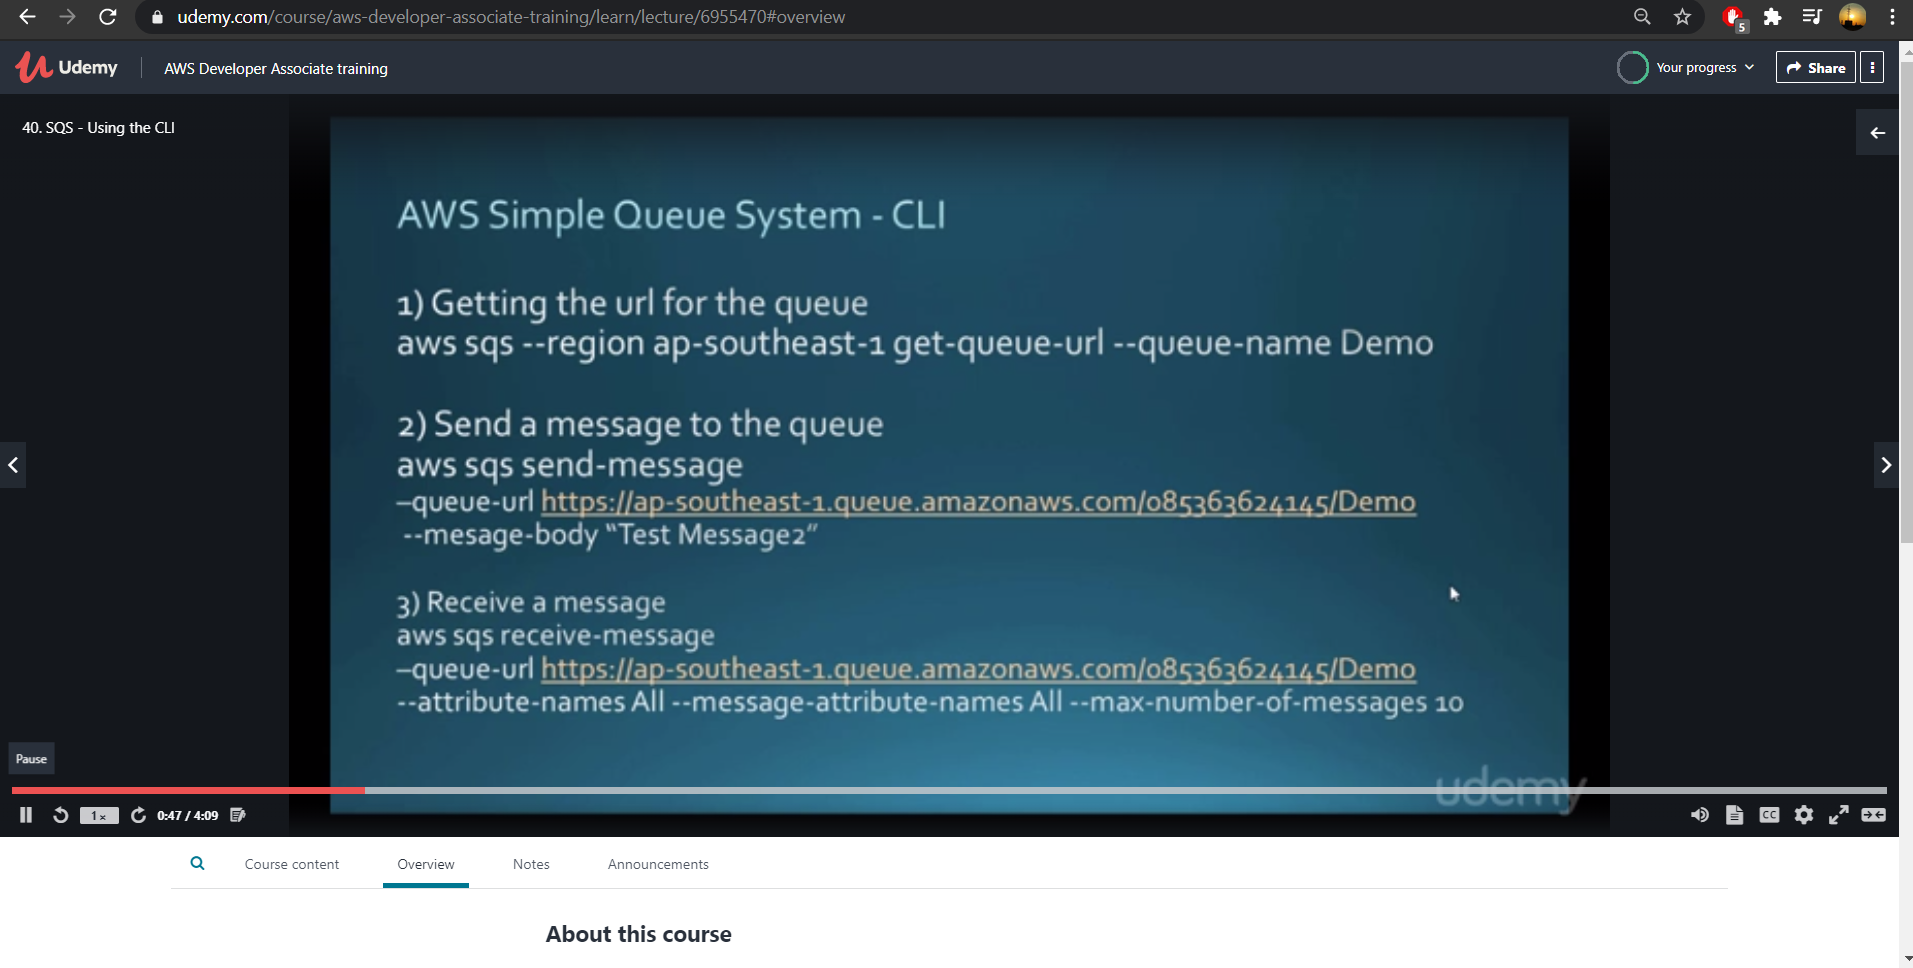 udemy.com/course/aws-developer-associate-training/learn/lecture/6955470#overview
5
Udemy
AWS Developer Associate training
Your progress
Share
40. SQS - Using the CLI
AWS Simple Queue System - CLI
1) Getting the url for the queue
aws sqs --region ap-southeast-1 get-queue-url --queue-name Demo
2) Send a message to the queue
aws sqs send-message
–queue-url https://ap-southeast-1.queue.amazonaws.com/085363624145/Demo
--mesage-body “Test Message2”
3) Receive a message
aws sqs receive-message
–queue-url https://ap-southeast-1.queue.amazonaws.com/085363624145/Demo
--attribute-names All --message-attribute-names All --max-number-of-messages 10
udemy
Pause
1x
0:47 / 4:09
CC
Course content
Overview
Notes
Announcements
About this course